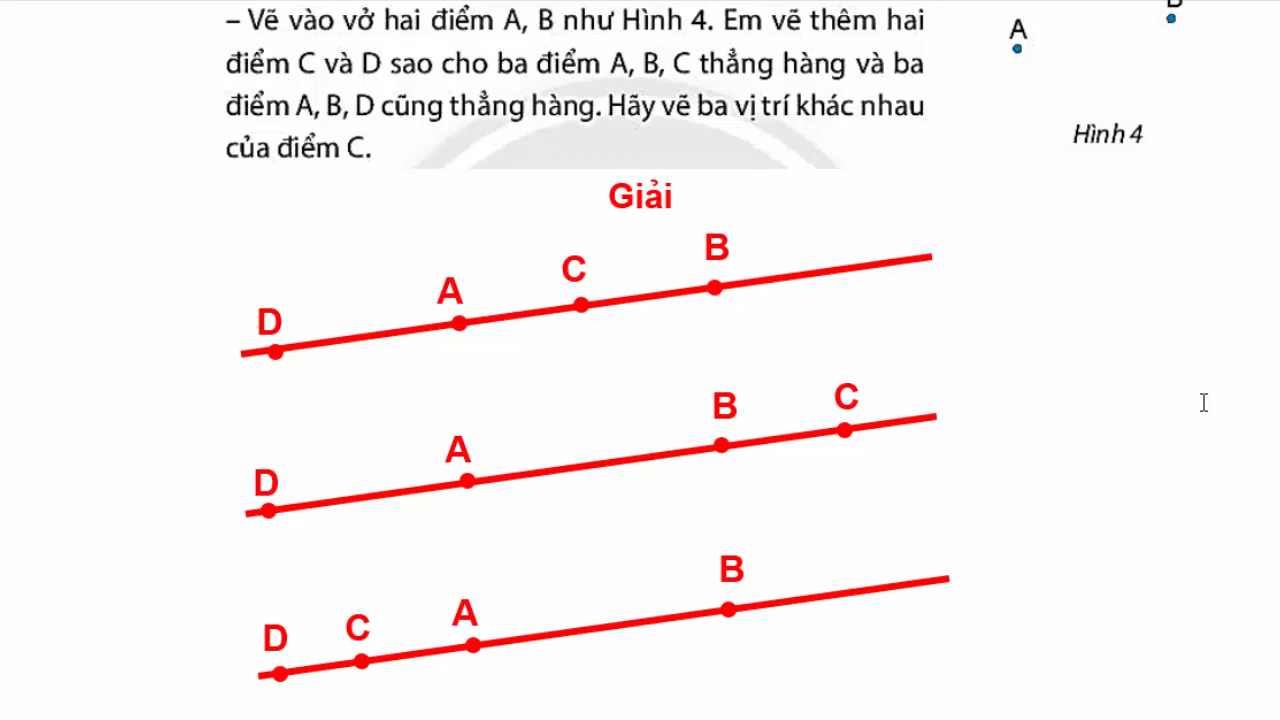 – Vẽ vào vở hai điểm A, B như Hình 4. Em vẽ thêm hai
điểm C và D sao cho ba điểm A, B, C thẳng hàng và ba
điểm A, B, D cũng thẳng hàng. Hãy vẽ ba vị trí khác nhau
của điểm C.
A
B
Hình 4
Giải
D A C B
D A B C
D C A B